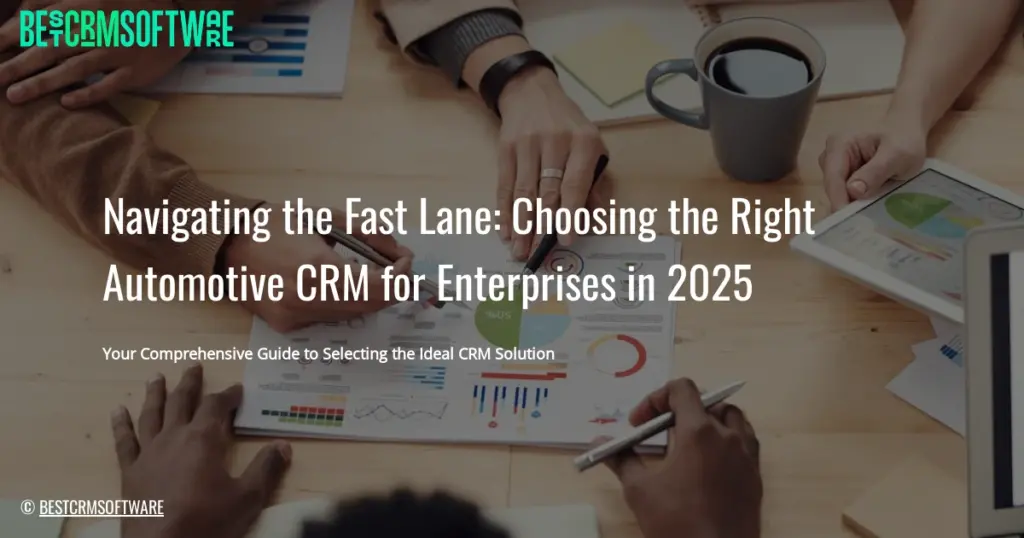 BESTCRMSOFTWARE
Navigating the Fast Lane: Choosing the Right
Automotive CRM for Enterprises in 2025
Your Comprehensive Guide to Selecting the Ideal CRM Solution
50%
© BESTCRMSOFTWARE